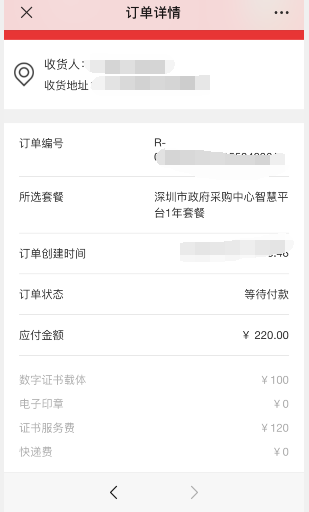 订单详情
收货人：
收货地址：
订单编号
R-
所选套餐
深圳市政府采购中心智慧平
台1年套餐
订单创建时间
订单状态
等待付款
应付金额
¥ 220.00
数字证书载体
¥100
电子印章
¥0
证书服务费
¥120
快递费
¥0